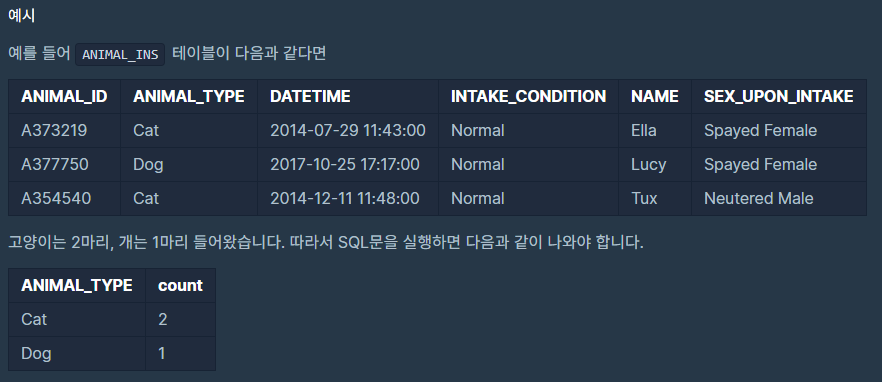 예시
예를 들어 ANIMAL_INS 테이블이 다음과 같다면
ANIMAL_ID ANIMAL_TYPE DATETIME INTAKE_CONDITION NAME SEX_UPON_INTAKE
A373219 Cat 2014-07-29 11:43:00 Normal Ella Spayed Female
A377750 Dog 2017-10-25 17:17:00 Normal Lucy Spayed Female
A354540 Cat 2014-12-11 11:48:00 Normal Tux Neutered Male
고양이는 2마리, 개는 1마리 들어왔습니다. 따라서 SQL문을 실행하면 다음과 같이 나와야 합니다.
ANIMAL_TYPE count
Cat 2
Dog 1